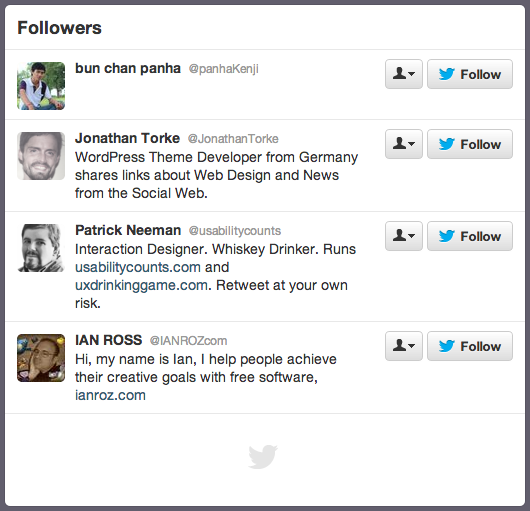 Followers
bun chan panha @panhaKenji
Follow
Jonathan Torke @JonathanTorke
Follow
WordPress Theme Developer from Germany
shares links about Web Design and News
from the Social Web.
Patrick Neeman @usabilitycounts
Follow
Interaction Designer. Whiskey Drinker. Runs
usabilitycounts.com and
uxdrinkinggame.com. Retweet at your own
risk.
IAN ROSS @IANROZcom
Follow
Hi, my name is Ian, I help people achieve
their creative goals with free software,
ianroz.com